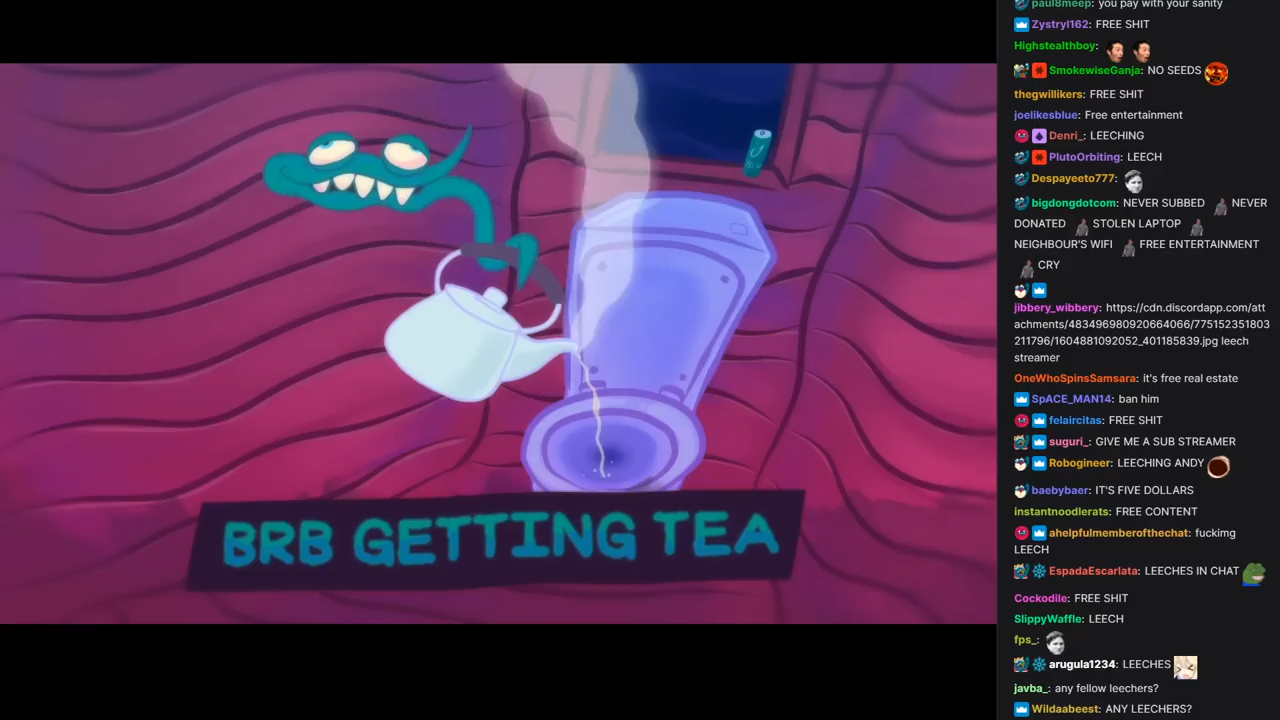 BRB GETTING TEA
paul8meep: you pay with your sanity
Zystryl162: FREE SHIT
Highstealthboy:
SmokewiseGanja: NO SEEDS
thegwillikers: FREE SHIT
joelikesblue: Free entertainment
Denri_: LEECHING
PlutoOrbiting: LEECH
Despayeeto777:
bigdongdotcom: NEVER SUBBED NEVER
DONATED STOLEN LAPTOP
NEIGHBOUR'S WIFI FREE ENTERTAINMENT
CRY
jibbery_wibbery: https://cdn.discordapp.com/att
achments/483496980920664066/775152351803
211796/1604881092052_401185839.jpg leech
streamer
OneWhoSpinsSamsara: it's free real estate
SpACE_MAN14: ban him
felaircitas: FREE SHIT
suguri_: GIVE ME A SUB STREAMER
Robogineer: LEECHING ANDY
baebybaer: IT'S FIVE DOLLARS
instantnoodlerats: FREE CONTENT
ahelpfulmemberofthechat: fuckimg
LEECH
EspadaEscarlata: LEECHES IN CHAT
Cockodile: FREE SHIT
SlippyWaffle: LEECH
fps_:
arugula1234: LEECHES
javba_: any fellow leechers?
Wildaabeest: ANY LEECHERS?